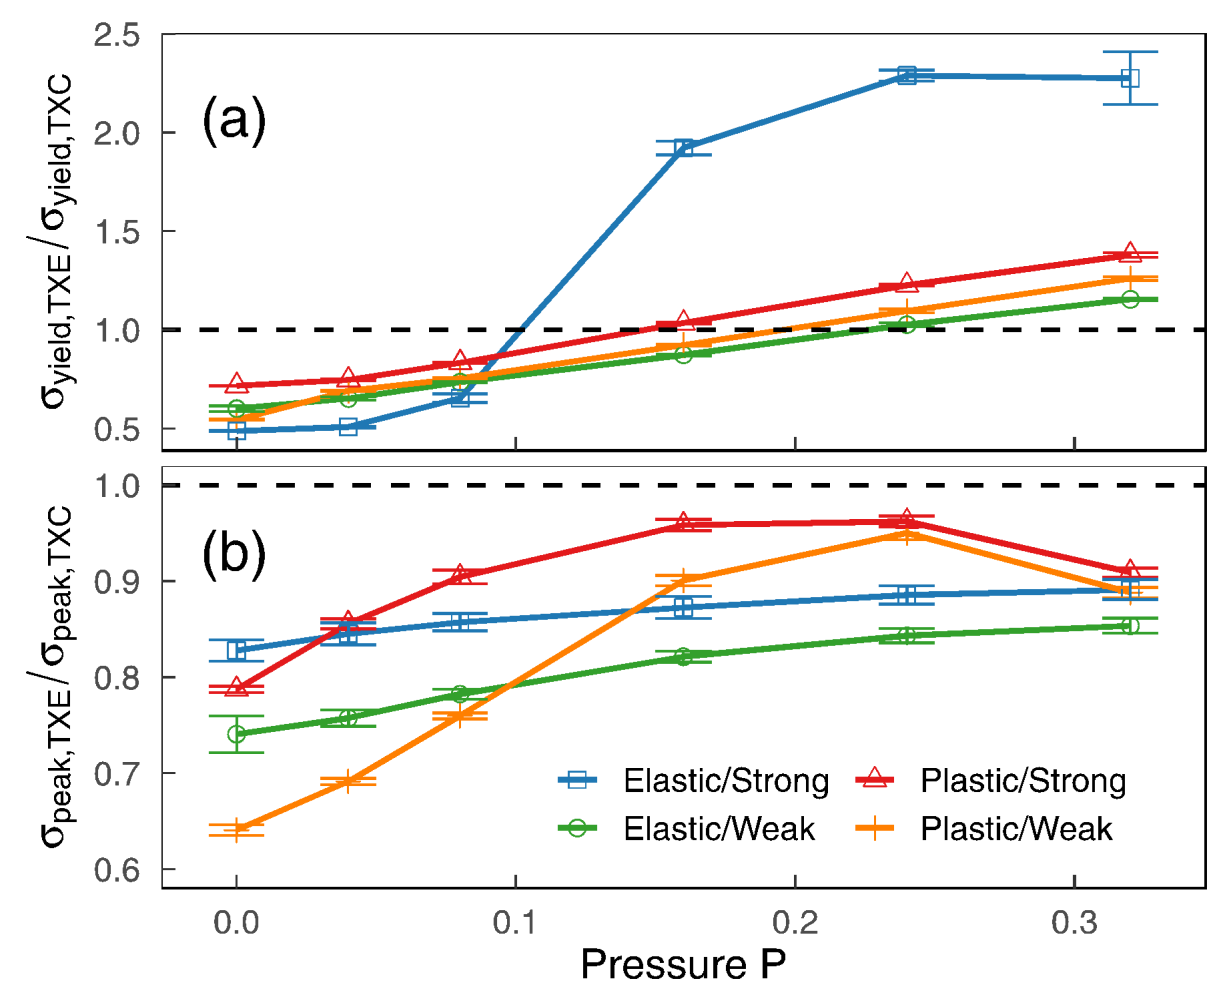 2.5
(a)
2.0
1.5
1.0
0.5
σyield,TXE / σyield,TXC
1.0
(b)
0.9
0.8
0.7
0.6
σpeak,TXE / σpeak,TXC
Elastic/Strong
Plastic/Strong
Elastic/Weak
Plastic/Weak
0.0
0.1
0.2
0.3
Pressure P